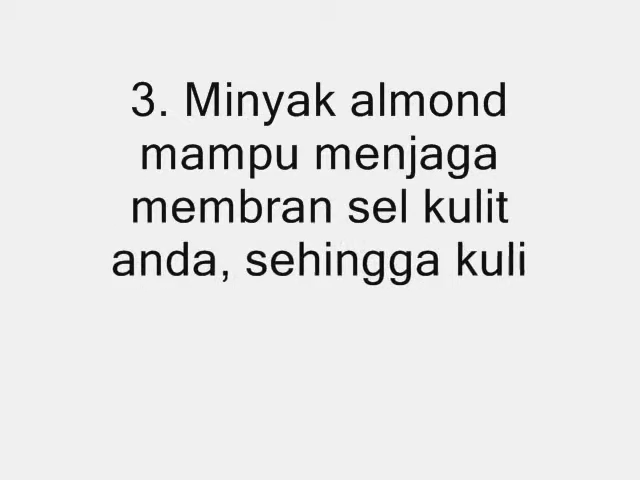 3. Minyak almond
mampu menjaga
membran sel kulit
anda, sehingga kuli